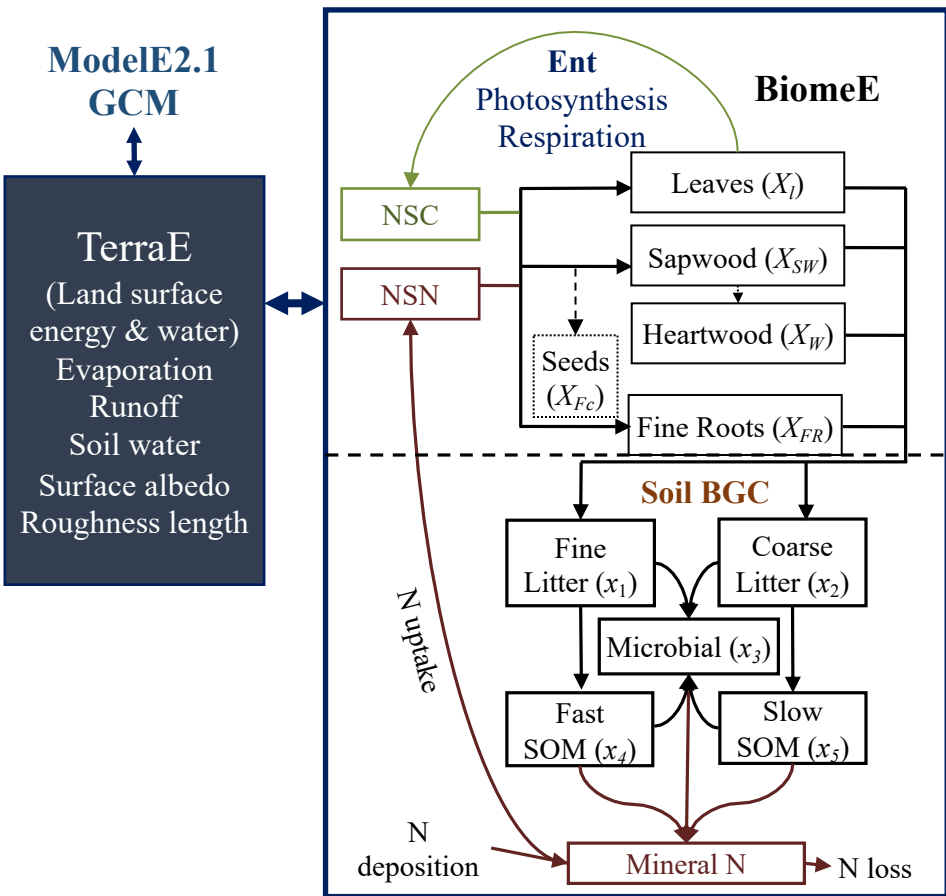 ModelE2.1
GCM
TerraE
(Land surface
energy & water)
Evaporation
Runoff
Soil water
Surface albedo
Roughness length
Ent
Photosynthesis
Respiration
BiomeE
NSC
NSN
Leaves (X_l)
Sapwood (X_SW)
Heartwood (X_W)
Seeds
(X_Fc)
Fine Roots (X_FR)
Soil BGC
Fine
Litter (x_1)
Coarse
Litter (x_2)
Microbial (x_3)
Fast
SOM (x_4)
Slow
SOM (x_5)
N uptake
N
deposition
Mineral N
N loss